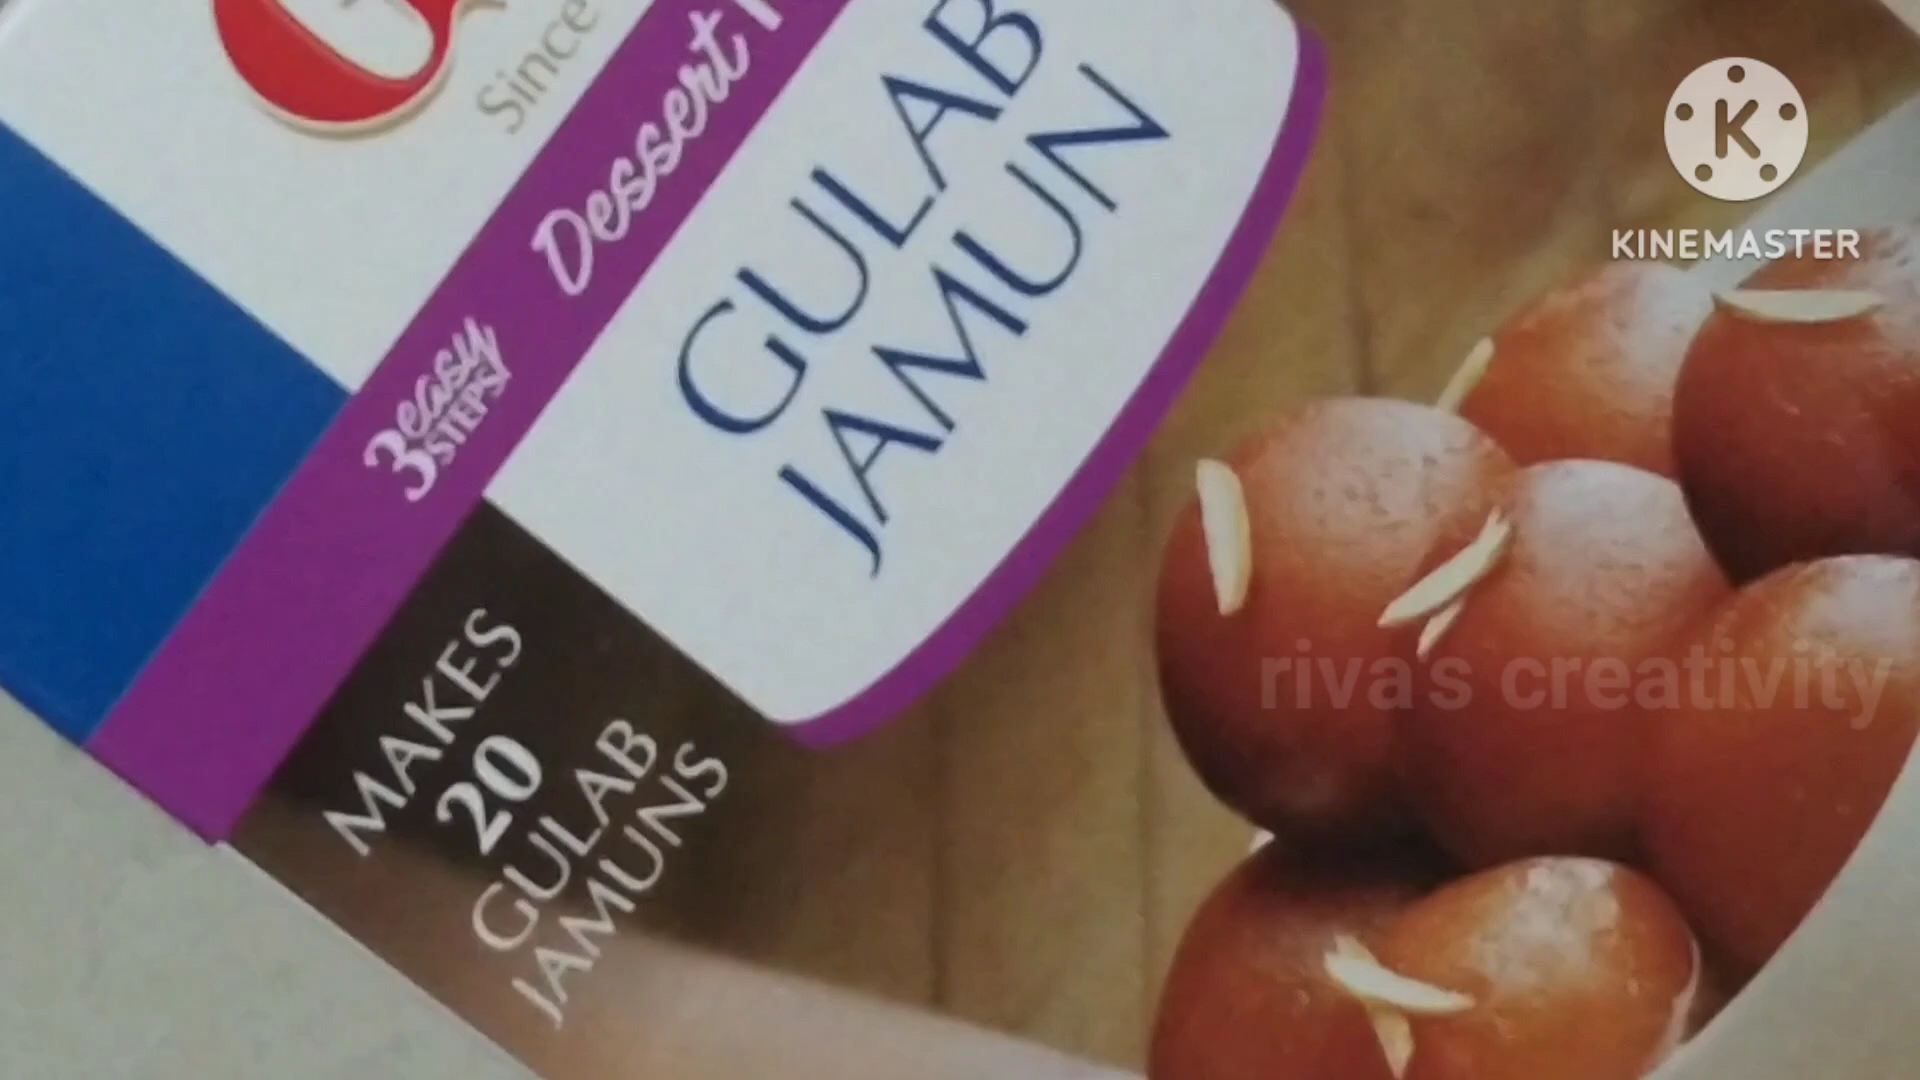 Since
Dessert
3 easy
STEPS!
GULAB
JAMUN
MAKES
20
GULAB
JAMUNS
K
KINEMASTER
riva's creativity